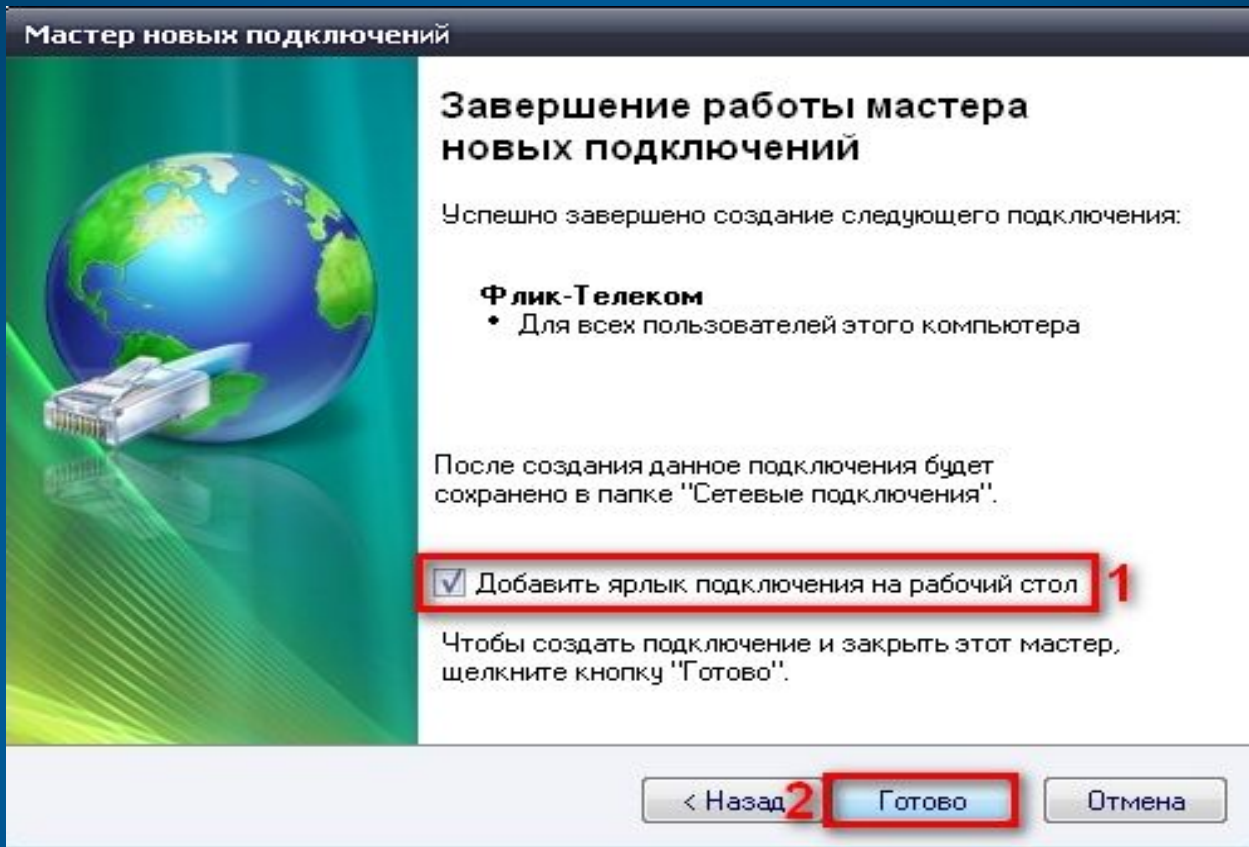 Мастер новых подключений
Завершение работы мастера
новых подключений
Успешно завершено создание следующего подключения:
Флик-Телеком
• Для всех пользователей этого компьютера
После создания данное подключения будет
сохранено в папке "Сетевые подключения".
Добавить ярлык подключения на рабочий стол 1
Чтобы создать подключение и закрыть этот мастер,
щелкните кнопку "Готово".
< Назад 2 Готово Отмена